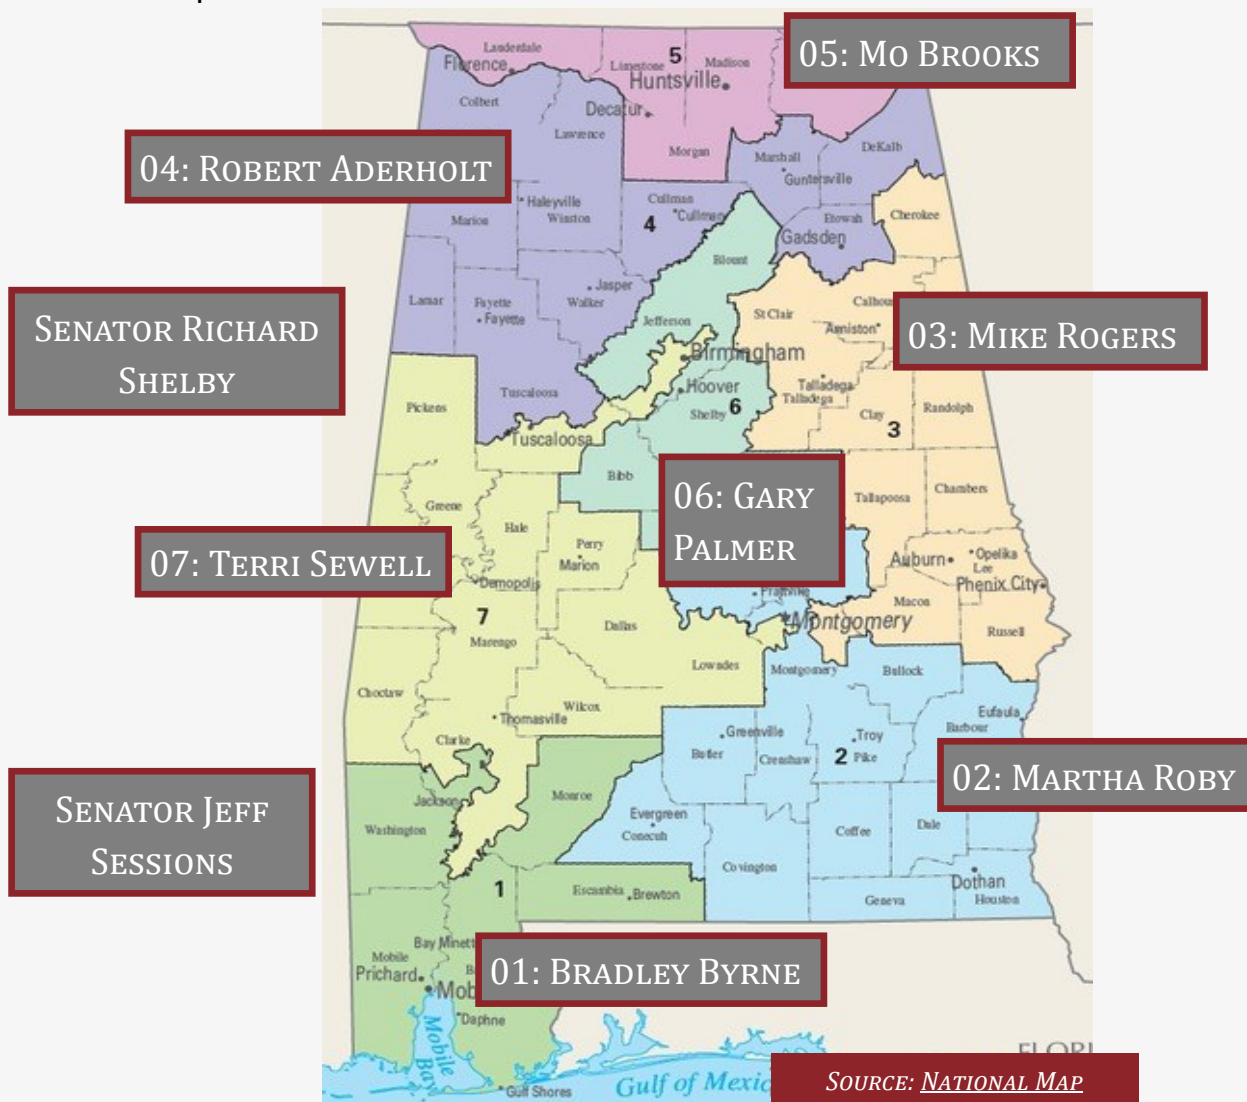 Lauderdale
Florence
Limestone
5
Madison
Huntsville
05: MO BROOKS
Colbert
Decatur
Lawrence
Morgan
Marshall
DeKalb
04: ROBERT ADERHOLT
Guntersville
Haleyville
Marion
Winston
Cullman
Cullman
4
Etowah
Cherokee
Gadsden
Blount
Jasper
Lamar
Fayette
Fayette
Walker
Jefferson
St Clair
Calhou
SENATOR RICHARD
SHELBY
Anniston
03: MIKE ROGERS
Birmingham
Hoover
Talladega
Talladega
Tuscaloosa
Pickens
Shelby
6
Clay
3
Randolph
Tuscaloosa
Bibb
06: GARY
PALMER
Tallapoosa
Chambers
Greene
Hale
Perry
Marion
07: TERRI SEWELL
Auburn
Opelika
Lee
Demopolis
Prattville
Phenix City
Macon
7
Marengo
Dallas
Montgomery
Russell
Lowndes
Montgomery
Bullock
Choctaw
Wilcox
Thomasville
Eufaula
Barbour
Clarke
Greenville
Butler
Crenshaw
Troy
2
Pike
02: MARTHA ROBY
SENATOR JEFF
SESSIONS
Jackson
Monroe
Washington
Evergreen
Conecuh
Coffee
Dale
Covington
1
Escambia
Brewton
Dothan
Geneva
Houston
Bay Minett
Mobile
Prichard
B
01: BRADLEY BYRNE
Mob
Daphne
Mobile
Bay
FLORI
Gulf Shores
Gulf of Mexic
SOURCE: NATIONAL MAP